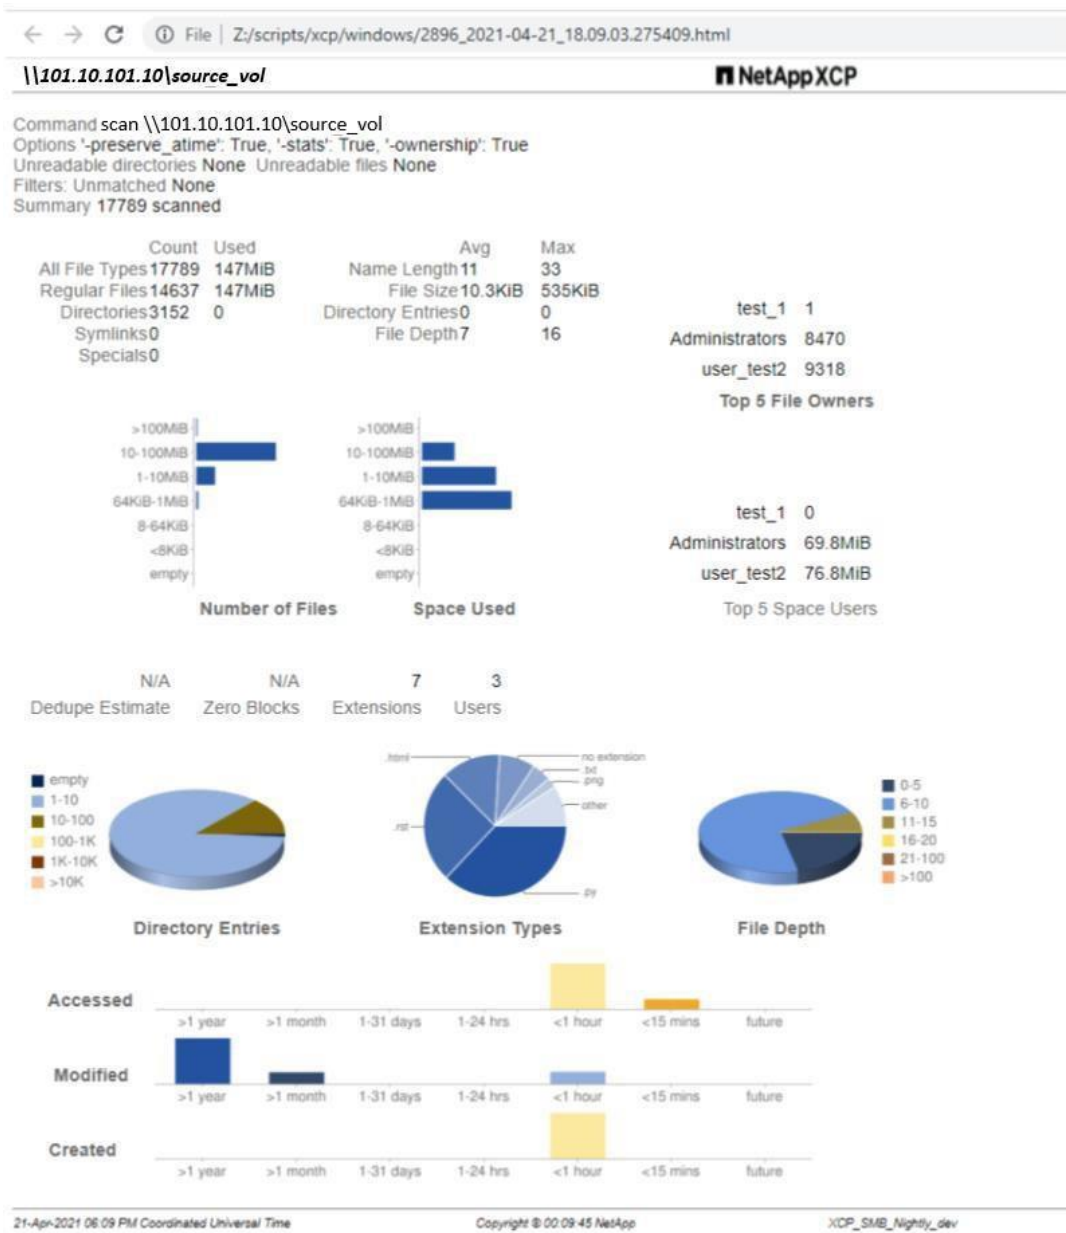 File | Z:/scripts/xcp/windows/2896_2021-04-21_18.09.03.275409.html
\\101.10.101.10\source_vol
NetApp XCP
Command scan \\101.10.101.10\source_vol
Options '-preserve_atime': True, '-stats': True, '-ownership': True
Unreadable directories None Unreadable files None
Filters: Unmatched None
Summary 17789 scanned
Count Used
All File Types 17789 147MiB
Regular Files 14637 147MiB
Directories 3152 0
Symlinks 0
Specials 0
Avg Max
Name Length 11 33
File Size 10.3KiB 535KiB
Directory Entries 0 0
File Depth 7 16
test_1 1
Administrators 8470
user_test2 9318
Top 5 File Owners
>100MiB
10-100MiB
1-10MiB
64KiB-1MiB
8-64KiB
<8KiB
empty
Number of Files
>100MiB
10-100MiB
1-10MiB
64KiB-1MiB
8-64KiB
<8KiB
empty
Space Used
test_1 0
Administrators 69.8MiB
user_test2 76.8MiB
Top 5 Space Users
N/A N/A 7 3
Dedupe Estimate Zero Blocks Extensions Users
empty
1-10
10-100
100-1K
1K-10K
>10K
Directory Entries
.html
no extension
.txt
.png
other
.rst
.py
Extension Types
0-5
6-10
11-15
16-20
21-100
>100
File Depth
Accessed
>1 year >1 month 1-31 days 1-24 hrs <1 hour <15 mins future
Modified
>1 year >1 month 1-31 days 1-24 hrs <1 hour <15 mins future
Created
>1 year >1 month 1-31 days 1-24 hrs <1 hour <15 mins future
21-Apr-2021 06:09 PM Coordinated Universal Time
Copyright © 00:09:45 NetApp
XCP_SMB_Nightly_dev